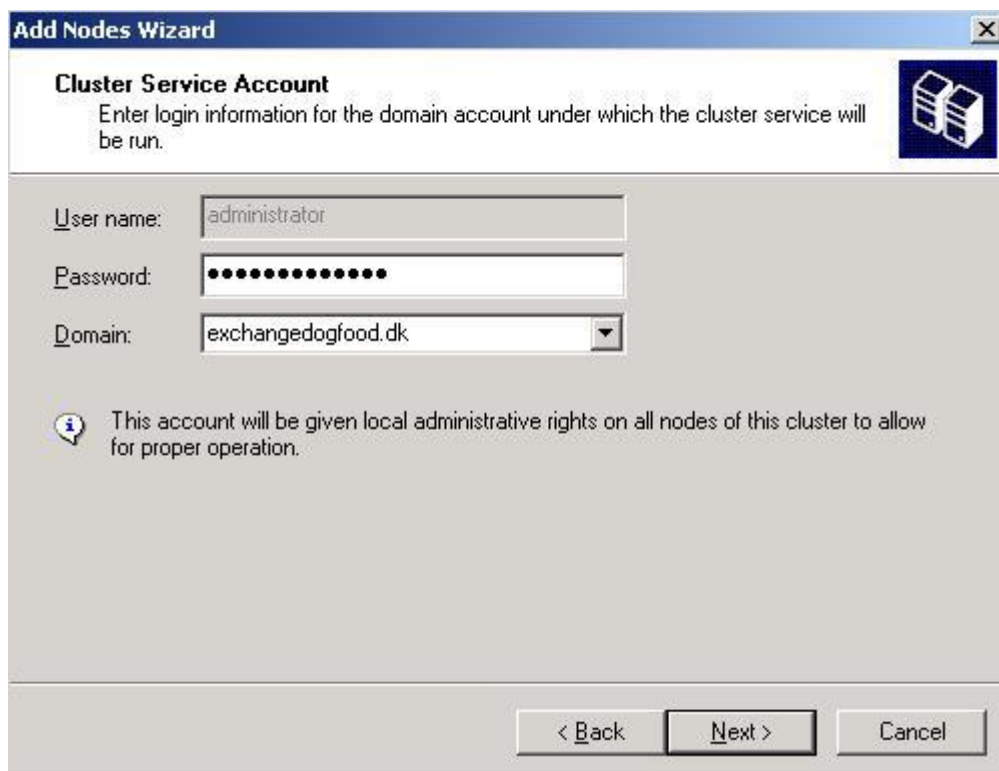 Add Nodes Wizard
Cluster Service Account
Enter login information for the domain account under which the cluster service will
be run.
User name: administrator
Password: •••••••••••••
Domain: exchangedogfood.dk
This account will be given local administrative rights on all nodes of this cluster to allow
for proper operation.
< Back Next > Cancel